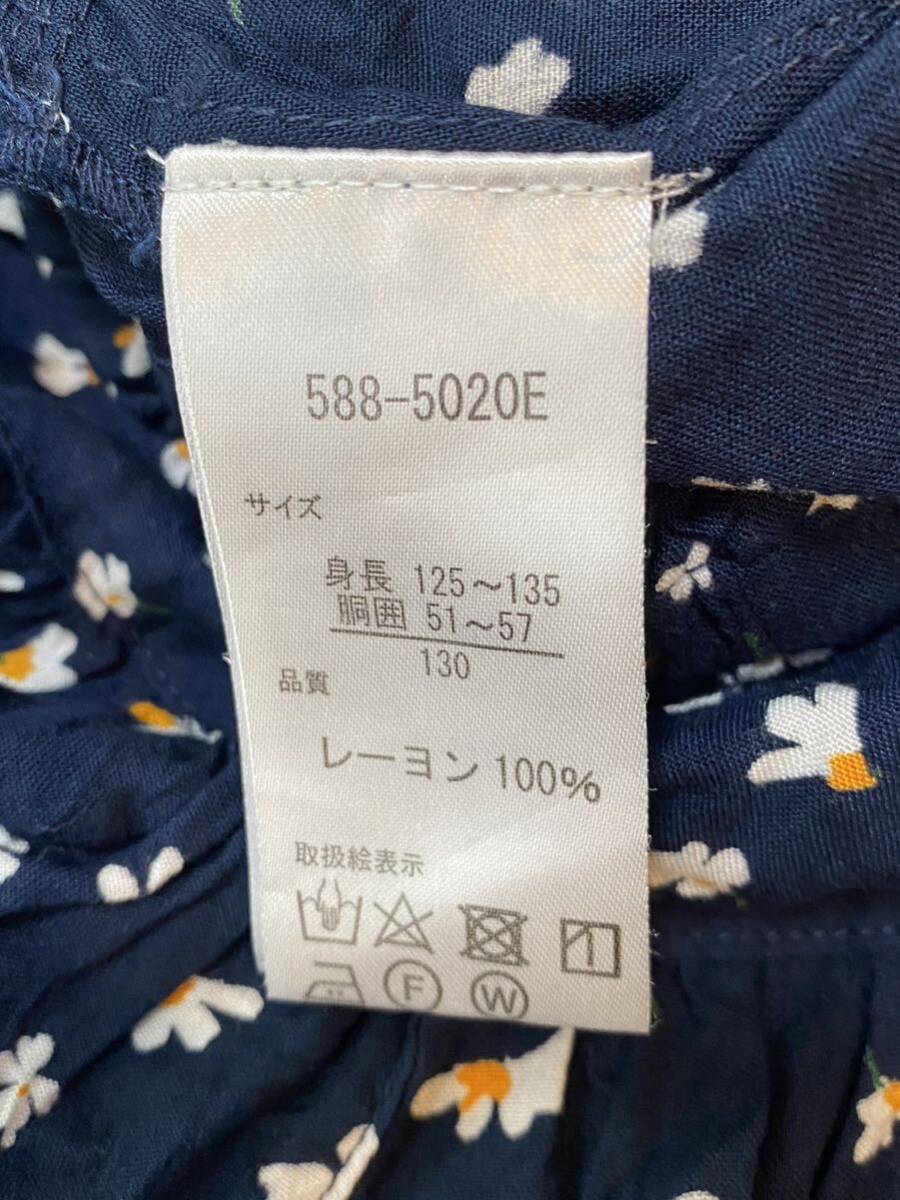 588-5020E
サイズ
身長 125〜135
胴囲 51〜57
130
品質
レーヨン 100%
取扱絵表示
F W